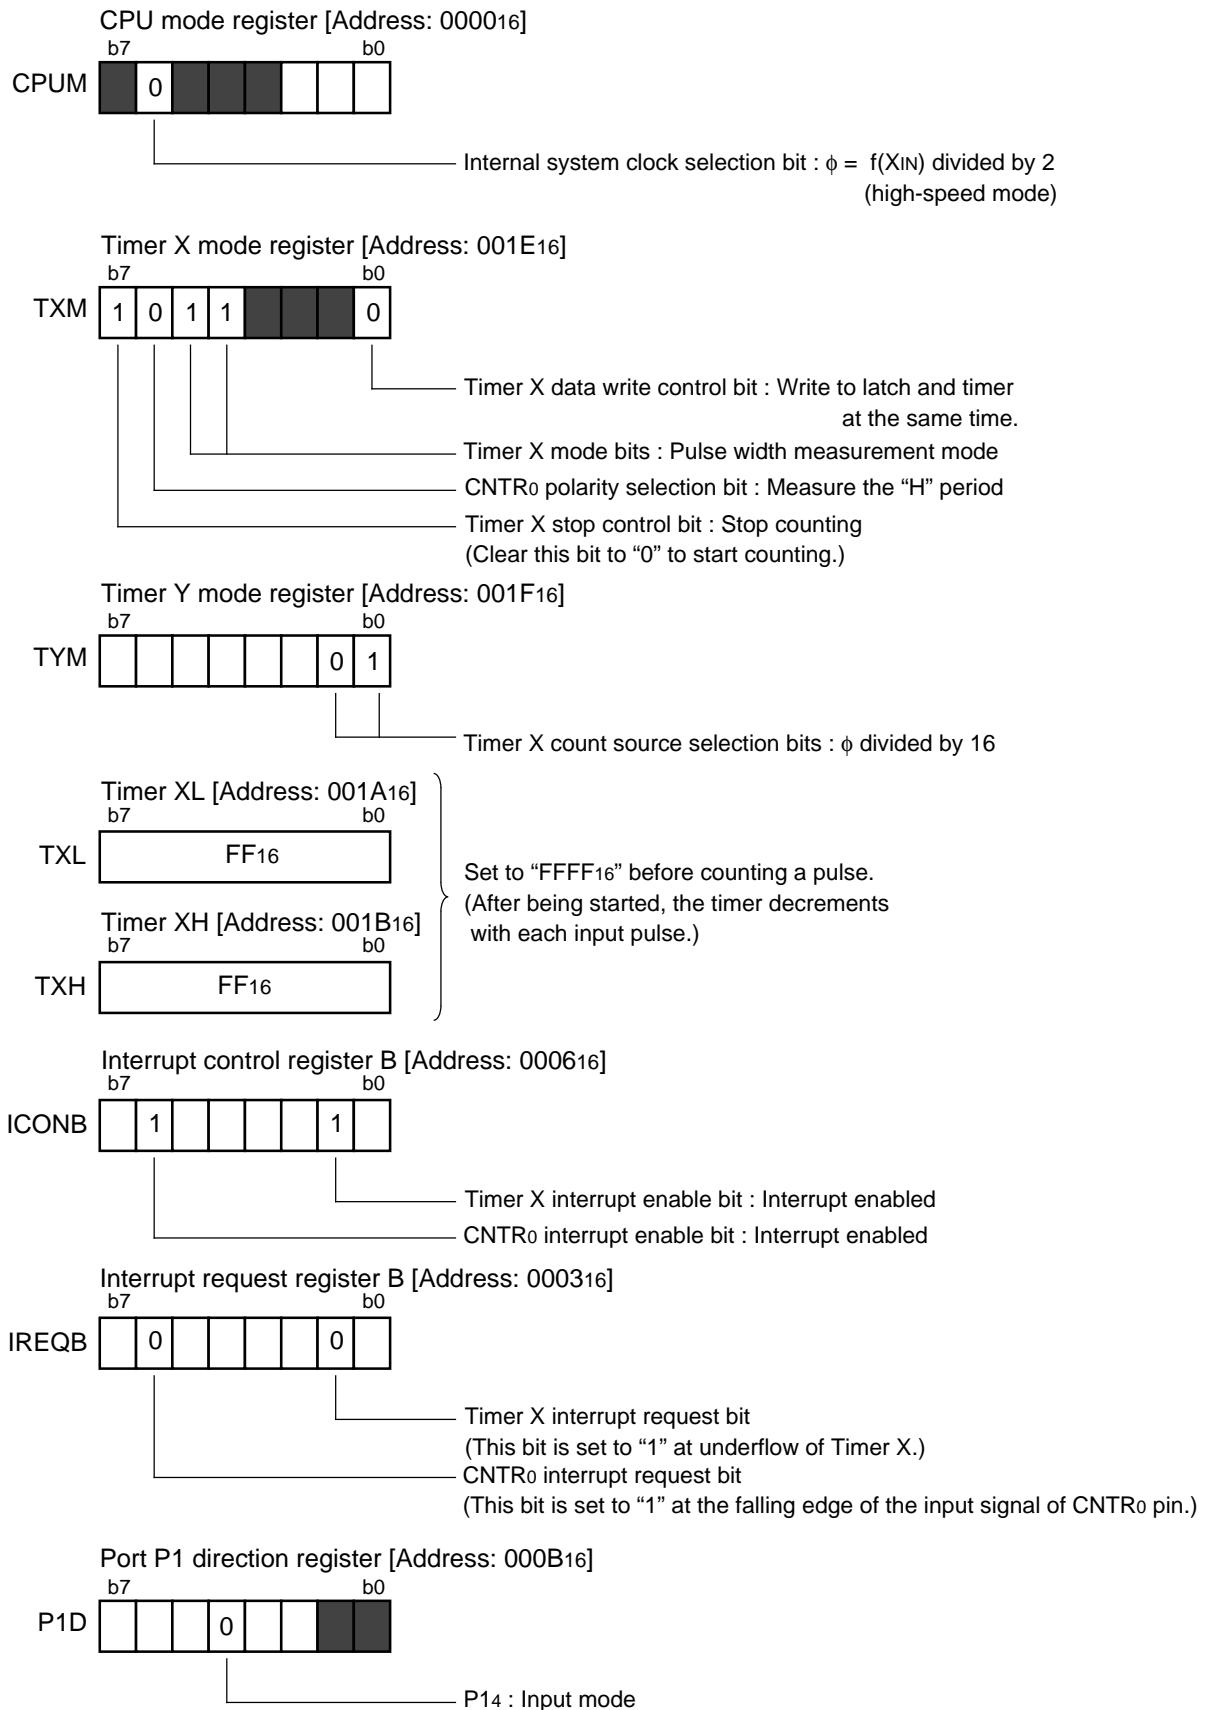 CPU mode register [Address: 000016]
b7 b0
CPUM 0
Internal system clock selection bit : ϕ = f(XIN) divided by 2
(high-speed mode)
Timer X mode register [Address: 001E16]
b7 b0
TXM 1 0 1 1 0
Timer X data write control bit : Write to latch and timer
at the same time.
Timer X mode bits : Pulse width measurement mode
CNTR0 polarity selection bit : Measure the “H” period
Timer X stop control bit : Stop counting
(Clear this bit to “0” to start counting.)
Timer Y mode register [Address: 001F16]
b7 b0
TYM 0 1
Timer X count source selection bits : ϕ divided by 16
Timer XL [Address: 001A16]
b7 b0
TXL FF16
Set to “FFFF16” before counting a pulse.
(After being started, the timer decrements
with each input pulse.)
Timer XH [Address: 001B16]
b7 b0
TXH FF16
Interrupt control register B [Address: 000616]
b7 b0
ICONB 1 1
Timer X interrupt enable bit : Interrupt enabled
CNTR0 interrupt enable bit : Interrupt enabled
Interrupt request register B [Address: 000316]
b7 b0
IREQB 0 0
Timer X interrupt request bit
(This bit is set to “1” at underflow of Timer X.)
CNTR0 interrupt request bit
(This bit is set to “1” at the falling edge of the input signal of CNTR0 pin.)
Port P1 direction register [Address: 000B16]
b7 b0
P1D 0
P14 : Input mode